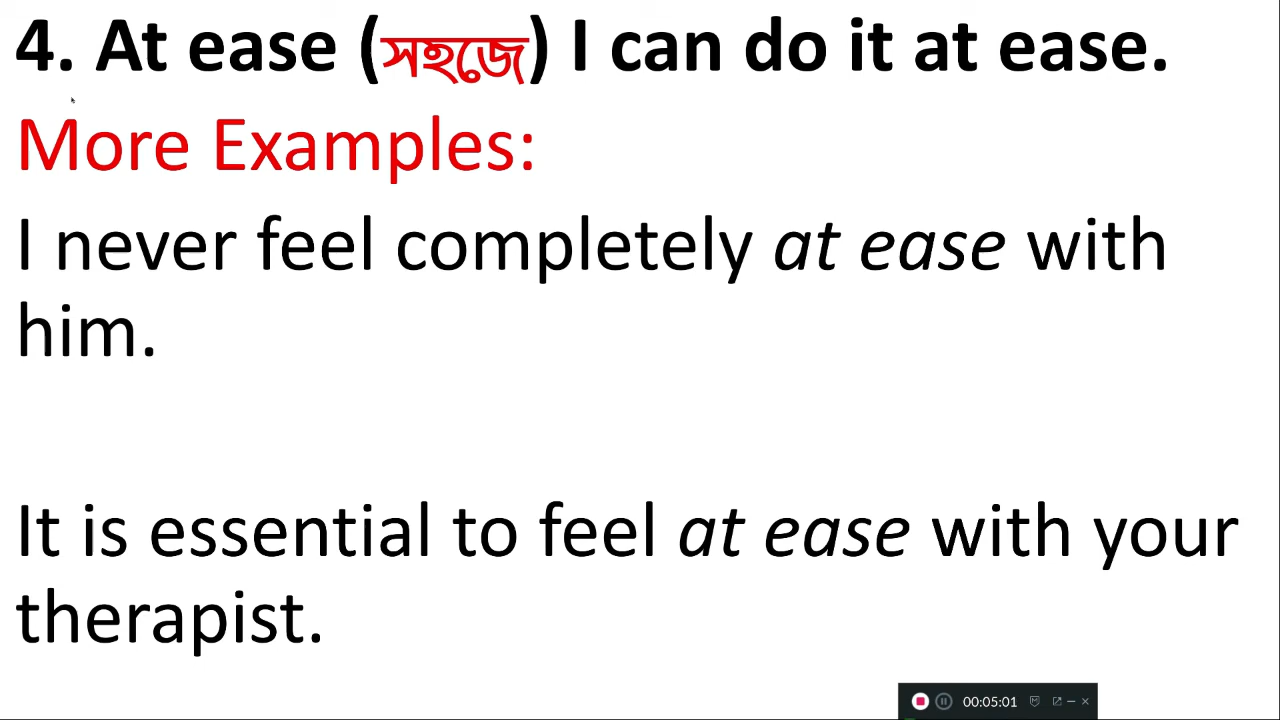 4. At ease (সহজে) I can do it at ease.
More Examples:
I never feel completely at ease with
him.
It is essential to feel at ease with your
therapist.
00:05:01